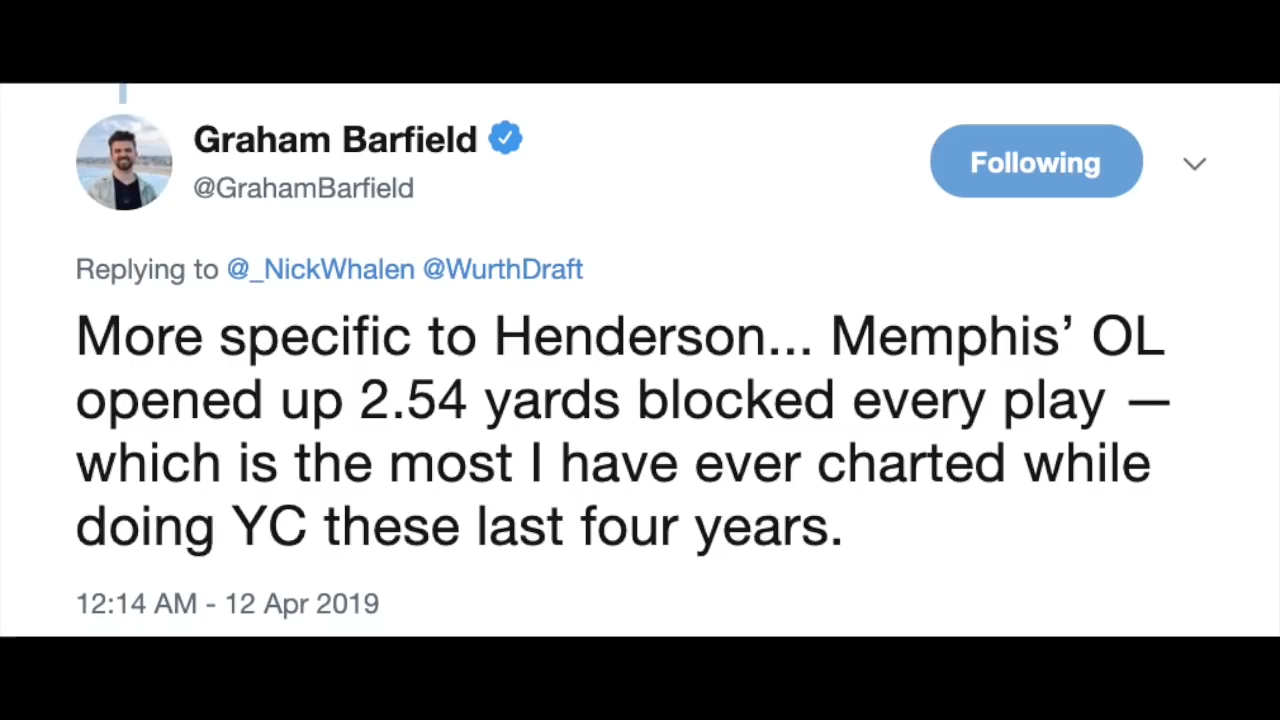 Graham Barfield
@GrahamBarfield
Following
Replying to @_NickWhalen @WurthDraft
More specific to Henderson... Memphis’ OL
opened up 2.54 yards blocked every play —
which is the most I have ever charted while
doing YC these last four years.
12:14 AM - 12 Apr 2019